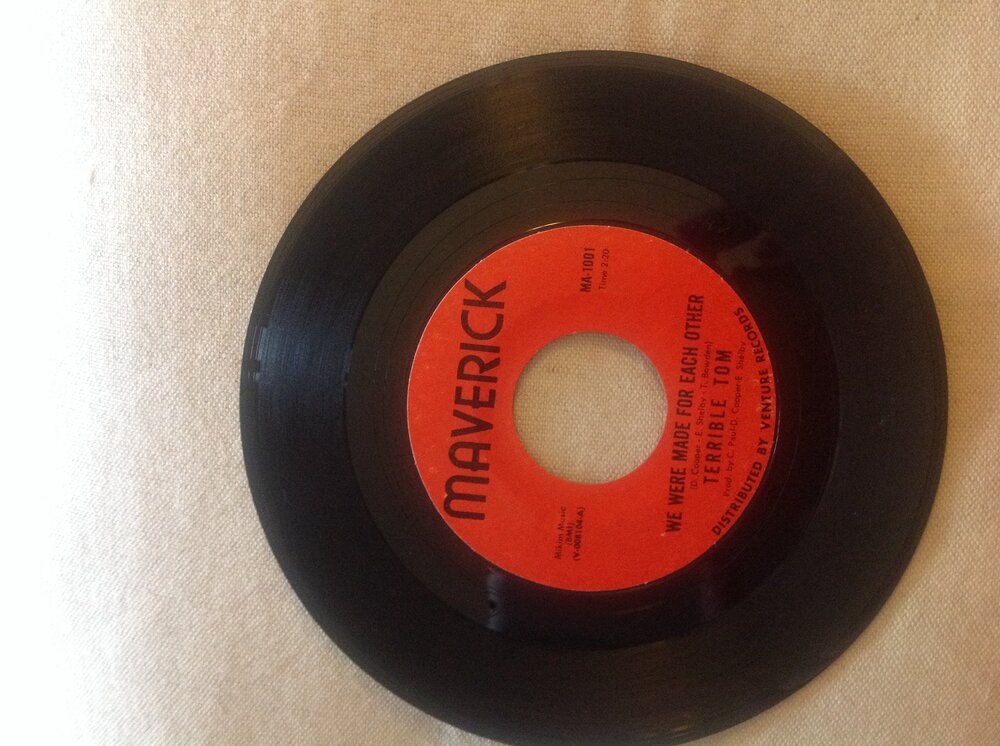 MAVERICK
MA-1001
Time 2:20
Mikim Music
(BMI)
(V-008104-A)
WE WERE MADE FOR EACH OTHER
(D. Cooper - E. Shelby - T. Bowden)
TERRIBLE TOM
Prod. by: C. Paul-D. Cooper-E. Shelby
DISTRIBUTED BY VENTURE RECORDS